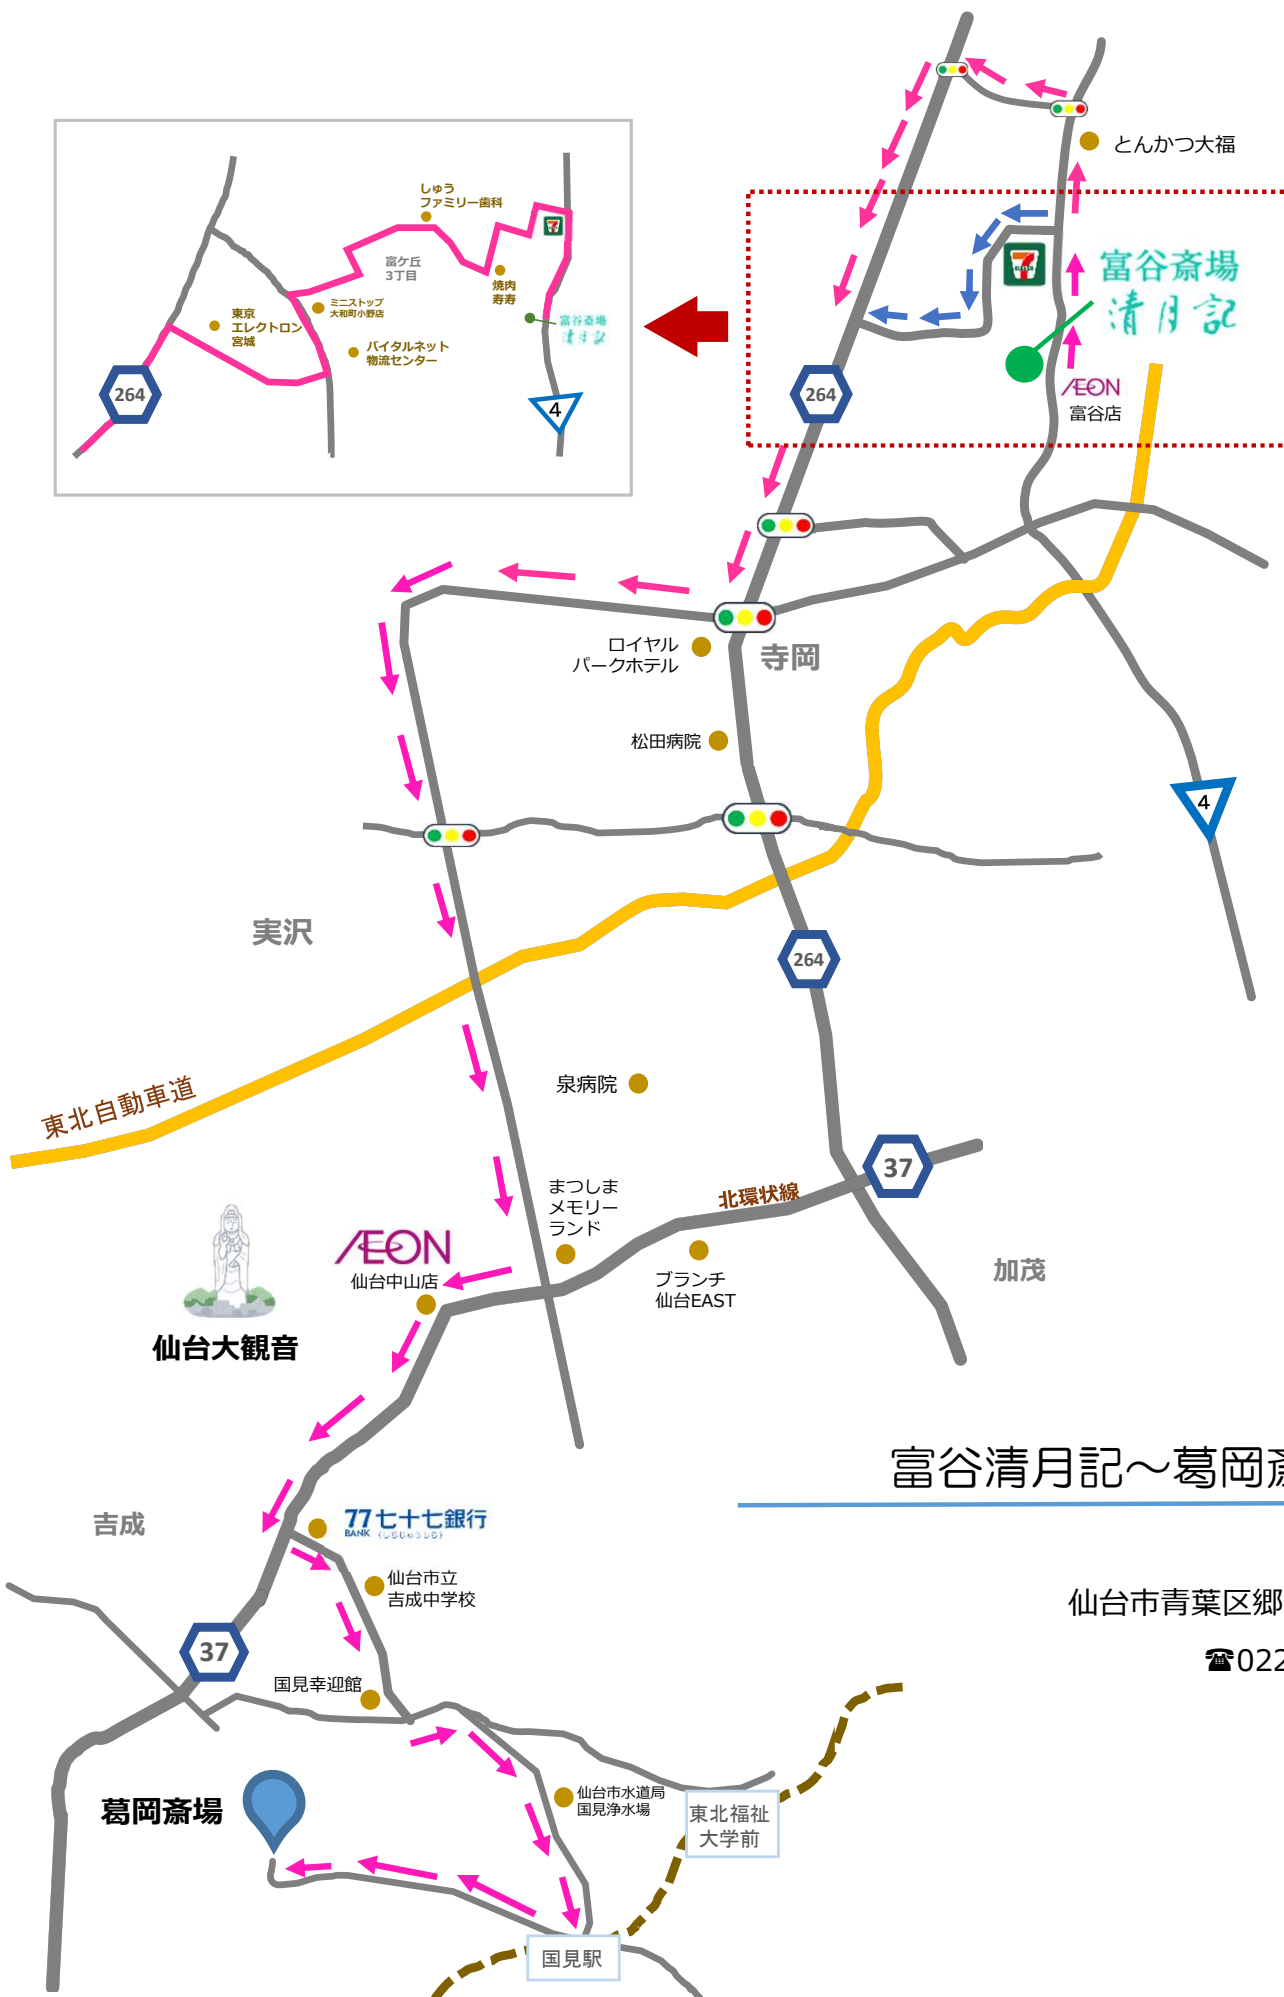 とんかつ大福
しゅう
ファミリー歯科
富ケ丘
3丁目
焼肉
寿寿
ミニストップ
大和町小野店
東京
エレクトロン
宮城
バイタルネット
物流センター
富谷斎場
清月記
264
4
7
富谷斎場
清月記
264
ÆON
富谷店
ロイヤル
パークホテル
寺岡
松田病院
4
実沢
264
泉病院
東北自動車道
まつしま
メモリー
ランド
北環状線
37
ÆON
仙台中山店
ブランチ
仙台EAST
加茂
仙台大観音
富谷清月記～葛岡斎
吉成
77 七十七銀行
BANK
仙台市立
吉成中学校
仙台市青葉区郷
☎022
37
国見幸迎館
葛岡斎場
仙台市水道局
国見浄水場
東北福祉
大学前
国見駅